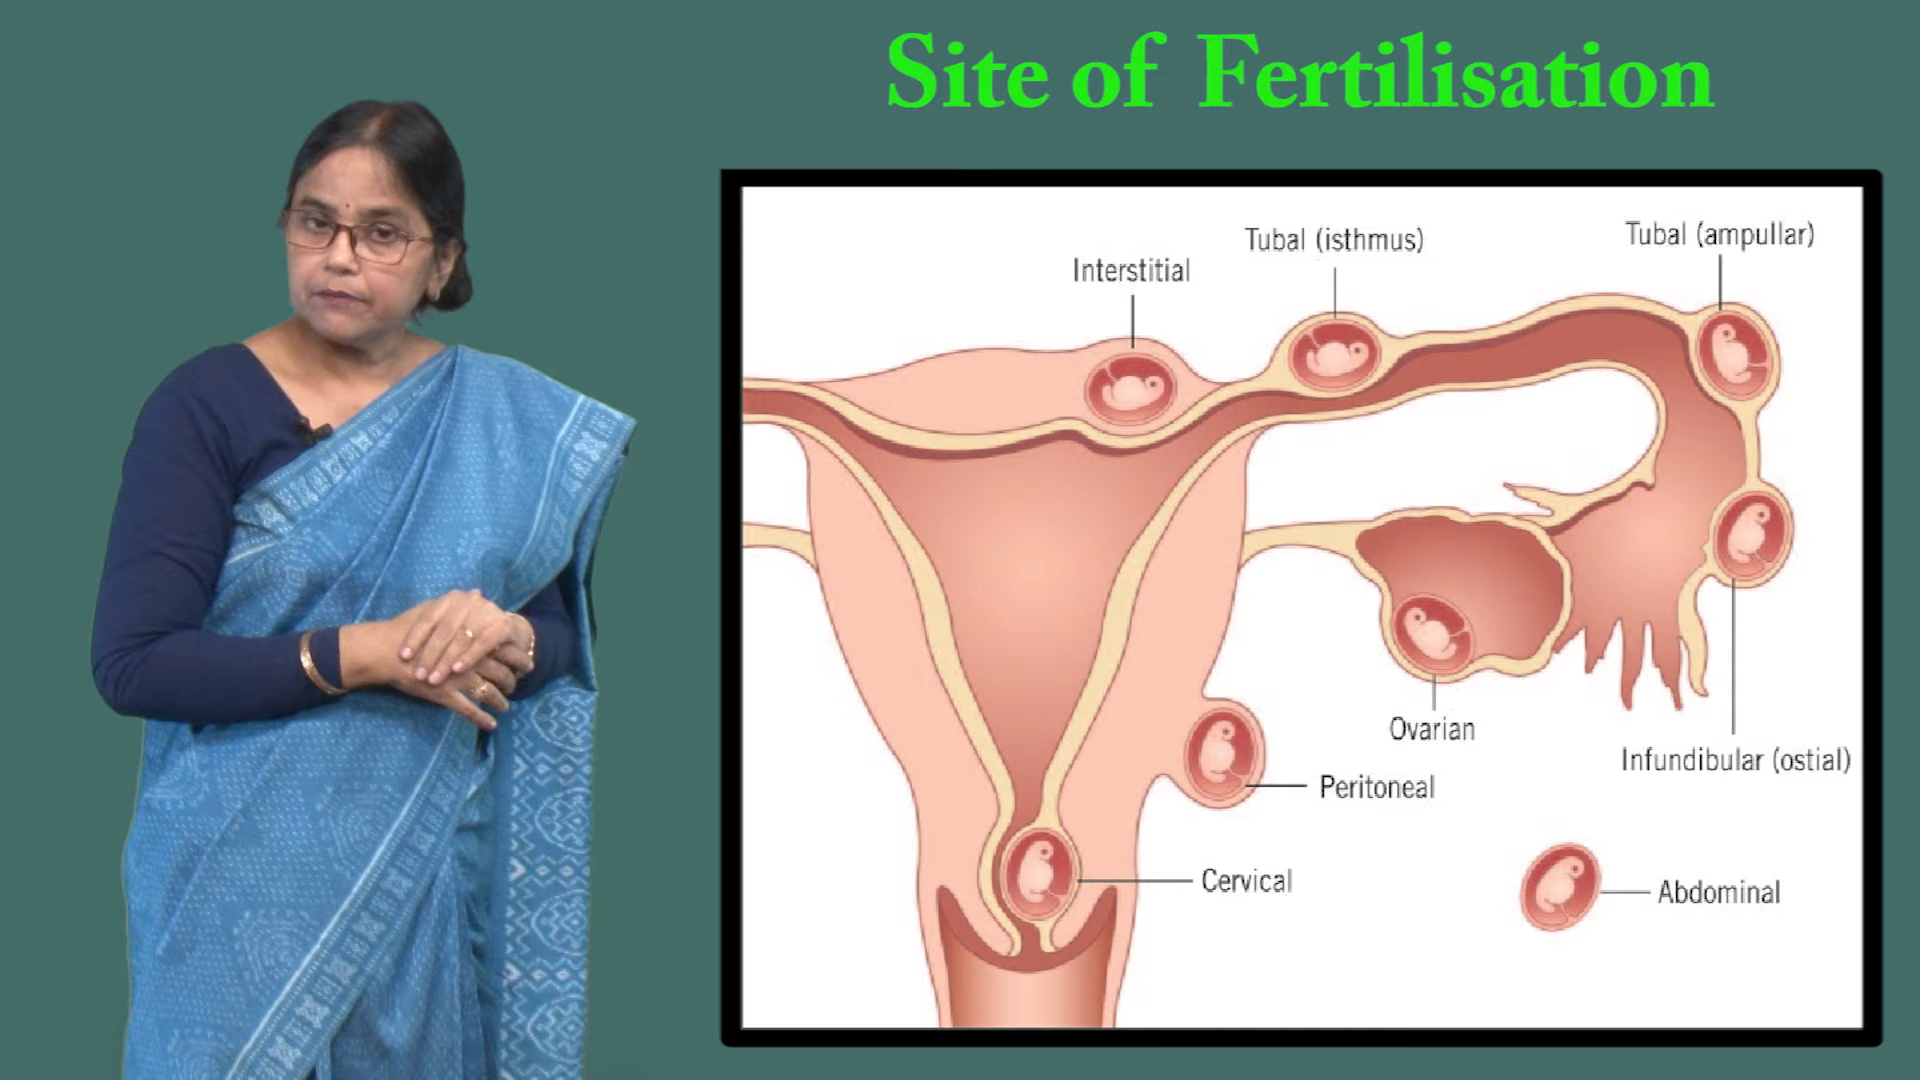 Site of Fertilisation
Tubal (ampullar)
Tubal (isthmus)
Interstitial
Ovarian
Infundibular (ostial)
Peritoneal
Cervical
Abdominal